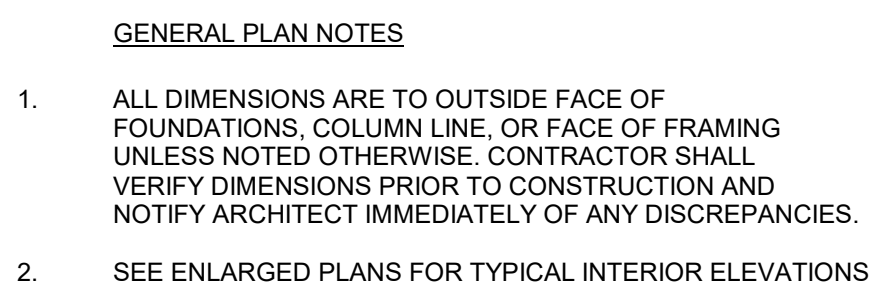 GENERAL PLAN NOTES
1. ALL DIMENSIONS ARE TO OUTSIDE FACE OF
FOUNDATIONS, COLUMN LINE, OR FACE OF FRAMING
UNLESS NOTED OTHERWISE. CONTRACTOR SHALL
VERIFY DIMENSIONS PRIOR TO CONSTRUCTION AND
NOTIFY ARCHITECT IMMEDIATELY OF ANY DISCREPANCIES.
2. SEE ENLARGED PLANS FOR TYPICAL INTERIOR ELEVATIONS